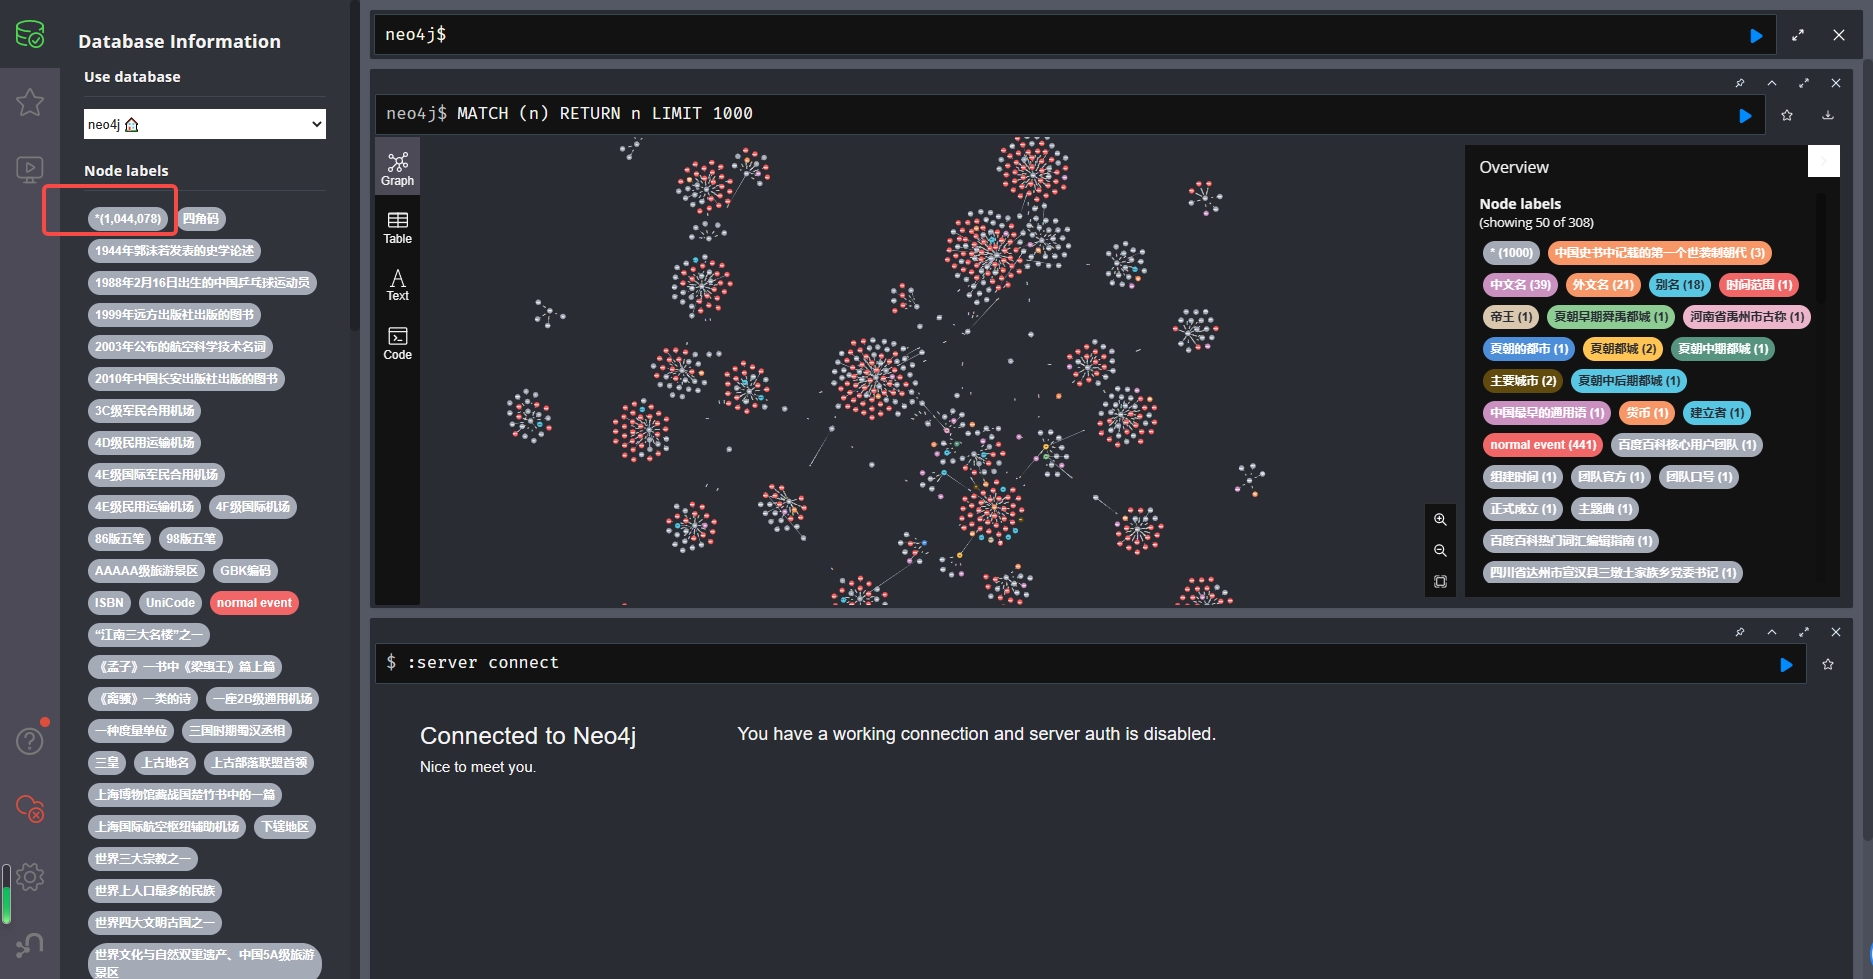 Database Information
Use database
neo4j
Node labels
*(1,044,078) 四角码
1944年郭沫若发表的史学论述
1988年2月16日出生的中国乒乓球运动员
1999年远方出版社出版的图书
2003年公布的航空科学技术名词
2010年中国长安出版社出版的图书
3C级军民合用机场
4D级民用运输机场
4E级国际军民合用机场
4E级民用运输机场 4F级国际机场
86版五笔 98版五笔
AAAAA级旅游景区 GBK编码
ISBN UniCode normal event
“江南三大名楼”之一
《孟子》一书中《梁惠王》篇上篇
《离骚》一类的诗 一座2B级通用机场
一种度量单位 三国时期蜀汉丞相
三皇 上古地名 上古部落联盟首领
上海博物馆藏战国楚竹书中的一篇
上海国际航空枢纽辅助机场 下辖地区
世界三大宗教之一
世界上人口最多的民族
世界四大文明古国之一
世界文化与自然双重遗产、中国5A级旅游
景区
neo4j$
neo4j$ MATCH (n) RETURN n LIMIT 1000
Graph
Table
Text
Code
Overview
Node labels
(showing 50 of 308)
* (1000) 中国史书中记载的第一个世袭制朝代 (3)
中文名 (39) 外文名 (21) 别名 (18) 时间范围 (1)
帝王 (1) 夏朝早期舜禹都城 (1) 河南省禹州市古称 (1)
夏朝的都市 (1) 夏朝都城 (2) 夏朝中期都城 (1)
主要城市 (2) 夏朝中后期都城 (1)
中国最早的通用语 (1) 货币 (1) 建立者 (1)
normal event (441) 百度百科核心用户团队 (1)
组建时间 (1) 团队官方 (1) 团队口号 (1)
正式成立 (1) 主题曲 (1)
百度百科热门词汇编辑指南 (1)
四川省达州市宣汉县三墩土家族乡党委书记 (1)
$ :server connect
Connected to Neo4j
Nice to meet you.
You have a working connection and server auth is disabled.